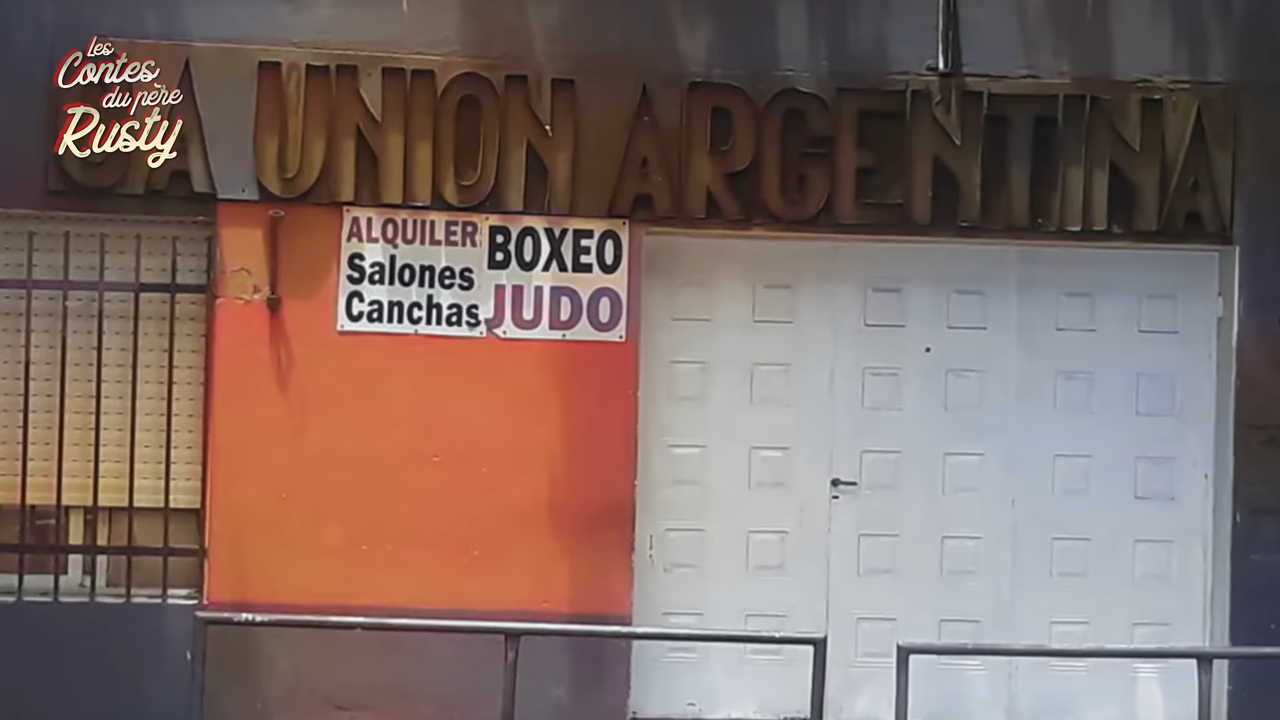 Les
Contes
du père
Rusty
UNION ARGENTINA
ALQUILER
Salones
Canchas
BOXEO
JUDO